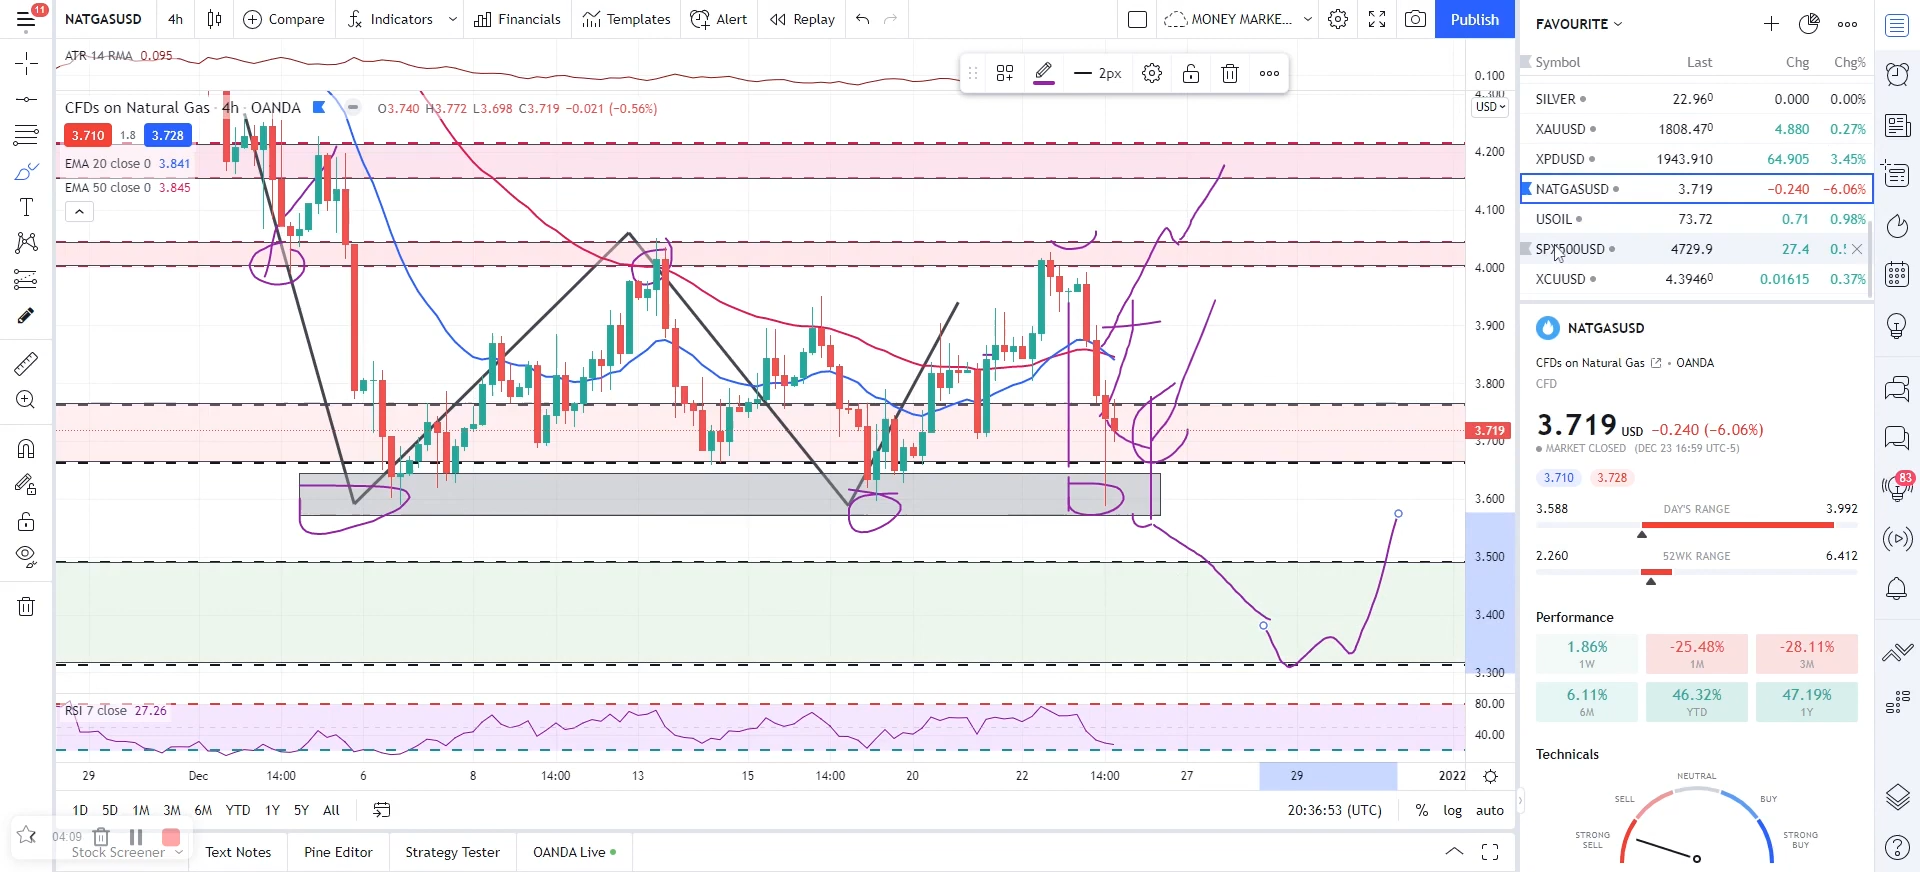 11
NATGASUSD
4h
Compare
Indicators
Financials
Templates
Alert
Replay
MONEY MARKE...
Publish
ATR 14 RMA 0.095
2px
0.100
CFDs on Natural Gas · 4h · OANDA
O3.740 H3.772 L3.698 C3.719 −0.021 (−0.56%)
4.300
USD
3.710 1.8 3.728
EMA 20 close 0 3.841
EMA 50 close 0 3.845
4.200
4.100
4.000
3.900
3.800
3.719
3.700
3.600
3.500
3.400
3.300
RSI 7 close 27.26
80.00
40.00
29 Dec 14:00 6 8 14:00 13 15 14:00 20 22 14:00 27 29 2022
1D 5D 1M 3M 6M YTD 1Y 5Y All
20:36:53 (UTC) % log auto
04:09
Stock Screener
Text Notes
Pine Editor
Strategy Tester
OANDA Live
FAVOURITE
Symbol Last Chg Chg%
SILVER 22.960 0.000 0.00%
XAUUSD 1808.470 4.880 0.27%
XPDUSD 1943.910 64.905 3.45%
NATGASUSD 3.719 −0.240 −6.06%
USOIL 73.72 0.71 0.98%
SPX500USD 4729.9 27.4
XCUUSD 4.39460 0.01615 0.37%
NATGASUSD
CFDs on Natural Gas • OANDA
CFD
3.719 USD −0.240 (−6.06%)
MARKET CLOSED (DEC 23 16:59 UTC-5)
3.710 3.728
3.588 DAY'S RANGE 3.992
2.260 52WK RANGE 6.412
Performance
1.86% -25.48% -28.11%
1W 1M 3M
6.11% 46.32% 47.19%
6M YTD 1Y
Technicals
NEUTRAL
SELL BUY
STRONG SELL STRONG BUY
83